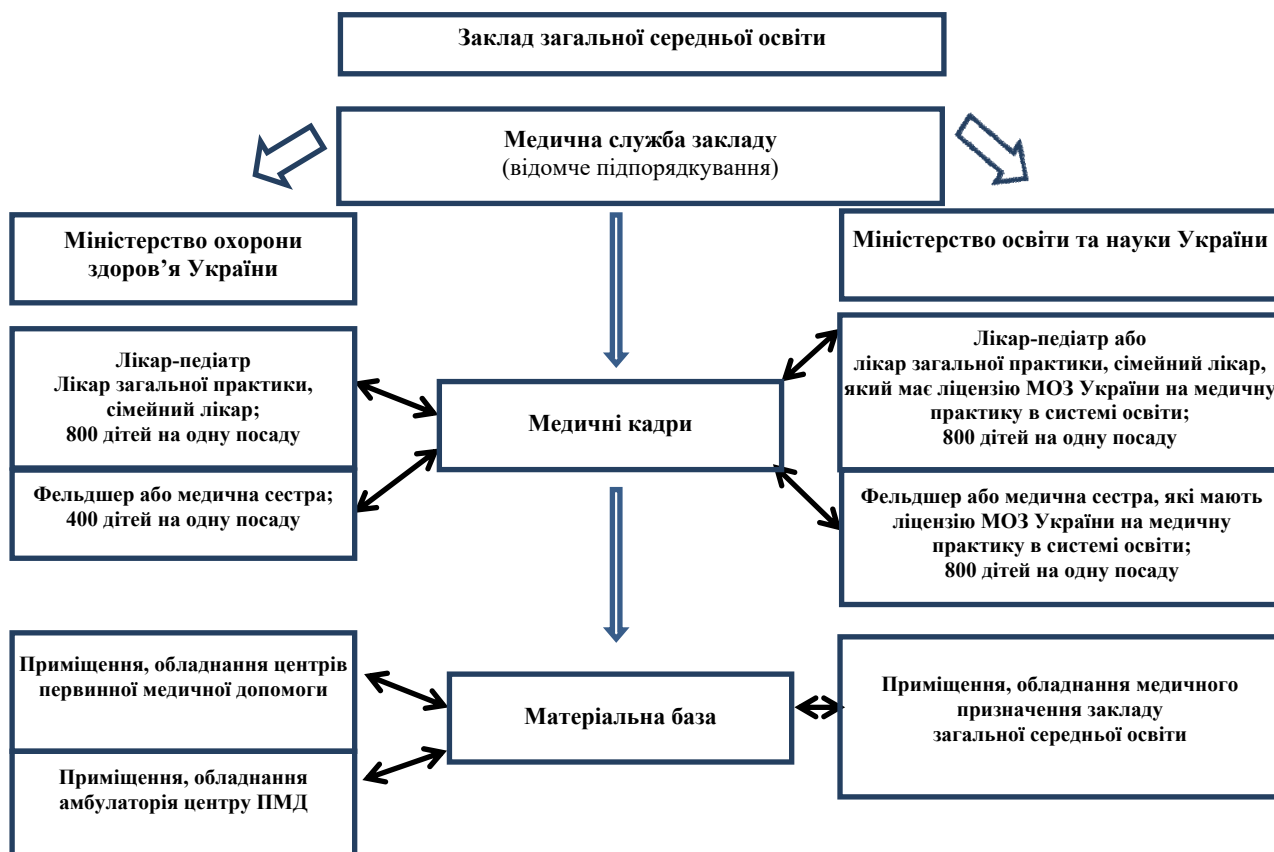 Заклад загальної середньої освіти
Медична служба закладу
(відомче підпорядкування)
Міністерство охорони
здоров’я України
Міністерство освіти та науки України
Лікар-педіатр
Лікар загальної практики,
сімейний лікар;
800 дітей на одну посаду
Медичні кадри
Лікар-педіатр або
лікар загальної практики, сімейний лікар,
який має ліцензію МОЗ України на медичну
практику в системі освіти;
800 дітей на одну посаду
Фельдшер або медична сестра;
400 дітей на одну посаду
Фельдшер або медична сестра, які мають
ліцензію МОЗ України на медичну
практику в системі освіти;
800 дітей на одну посаду
Приміщення, обладнання центрів
первинної медичної допомоги
Матеріальна база
Приміщення, обладнання медичного
призначення закладу
загальної середньої освіти
Приміщення, обладнання
амбулаторія центру ПМД